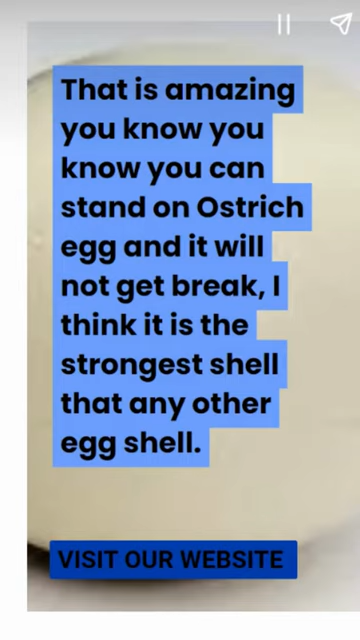 That is amazing
you know you
know you can
stand on Ostrich
egg and it will
not get break, I
think it is the
strongest shell
that any other
egg shell.
VISIT OUR WEBSITE